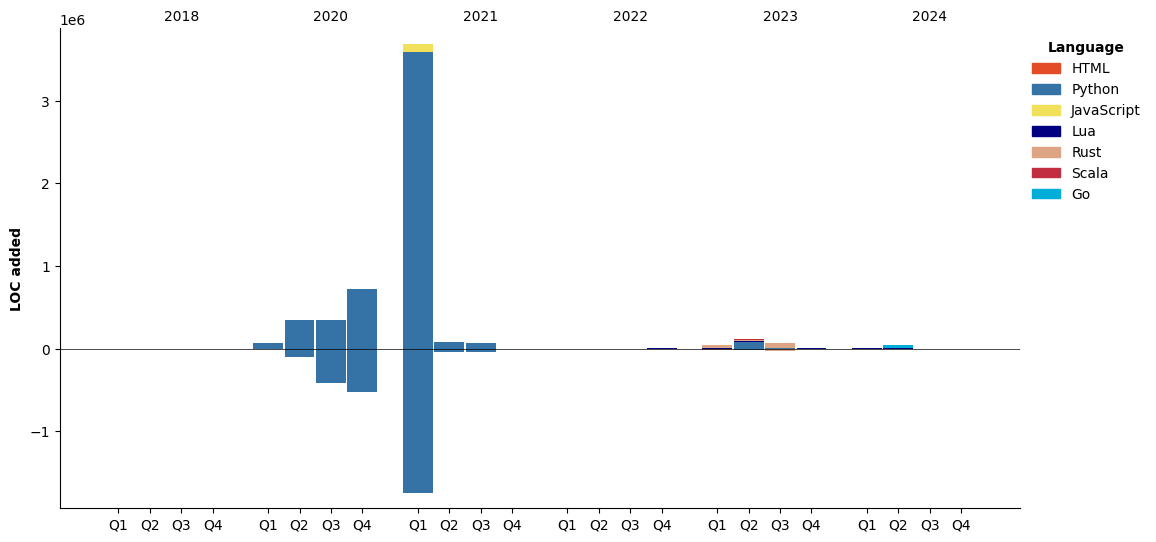 1e6
2018 2020 2021 2022 2023 2024
Language
HTML
Python
JavaScript
Lua
Rust
Scala
Go
LOC added
3
2
1
0
−1
Q1 Q2 Q3 Q4 Q1 Q2 Q3 Q4 Q1 Q2 Q3 Q4 Q1 Q2 Q3 Q4 Q1 Q2 Q3 Q4 Q1 Q2 Q3 Q4